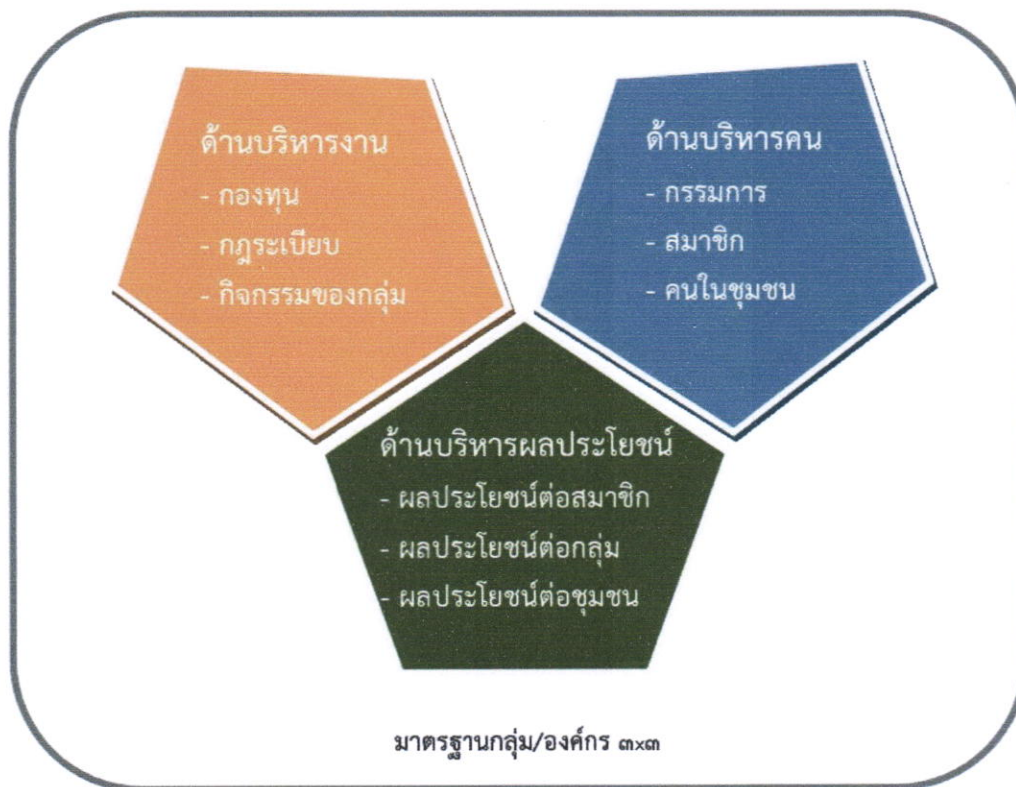 ด้านบริหารงาน
- กองทุน
- กฎระเบียบ
- กิจกรรมของกลุ่ม
ด้านบริหารคน
- กรรมการ
- สมาชิก
- คนในชุมชน
ด้านบริหารผลประโยชน์
- ผลประโยชน์ต่อสมาชิก
- ผลประโยชน์ต่อกลุ่ม
- ผลประโยชน์ต่อชุมชน
มาตรฐานกลุ่ม/องค์กร ๓×๓